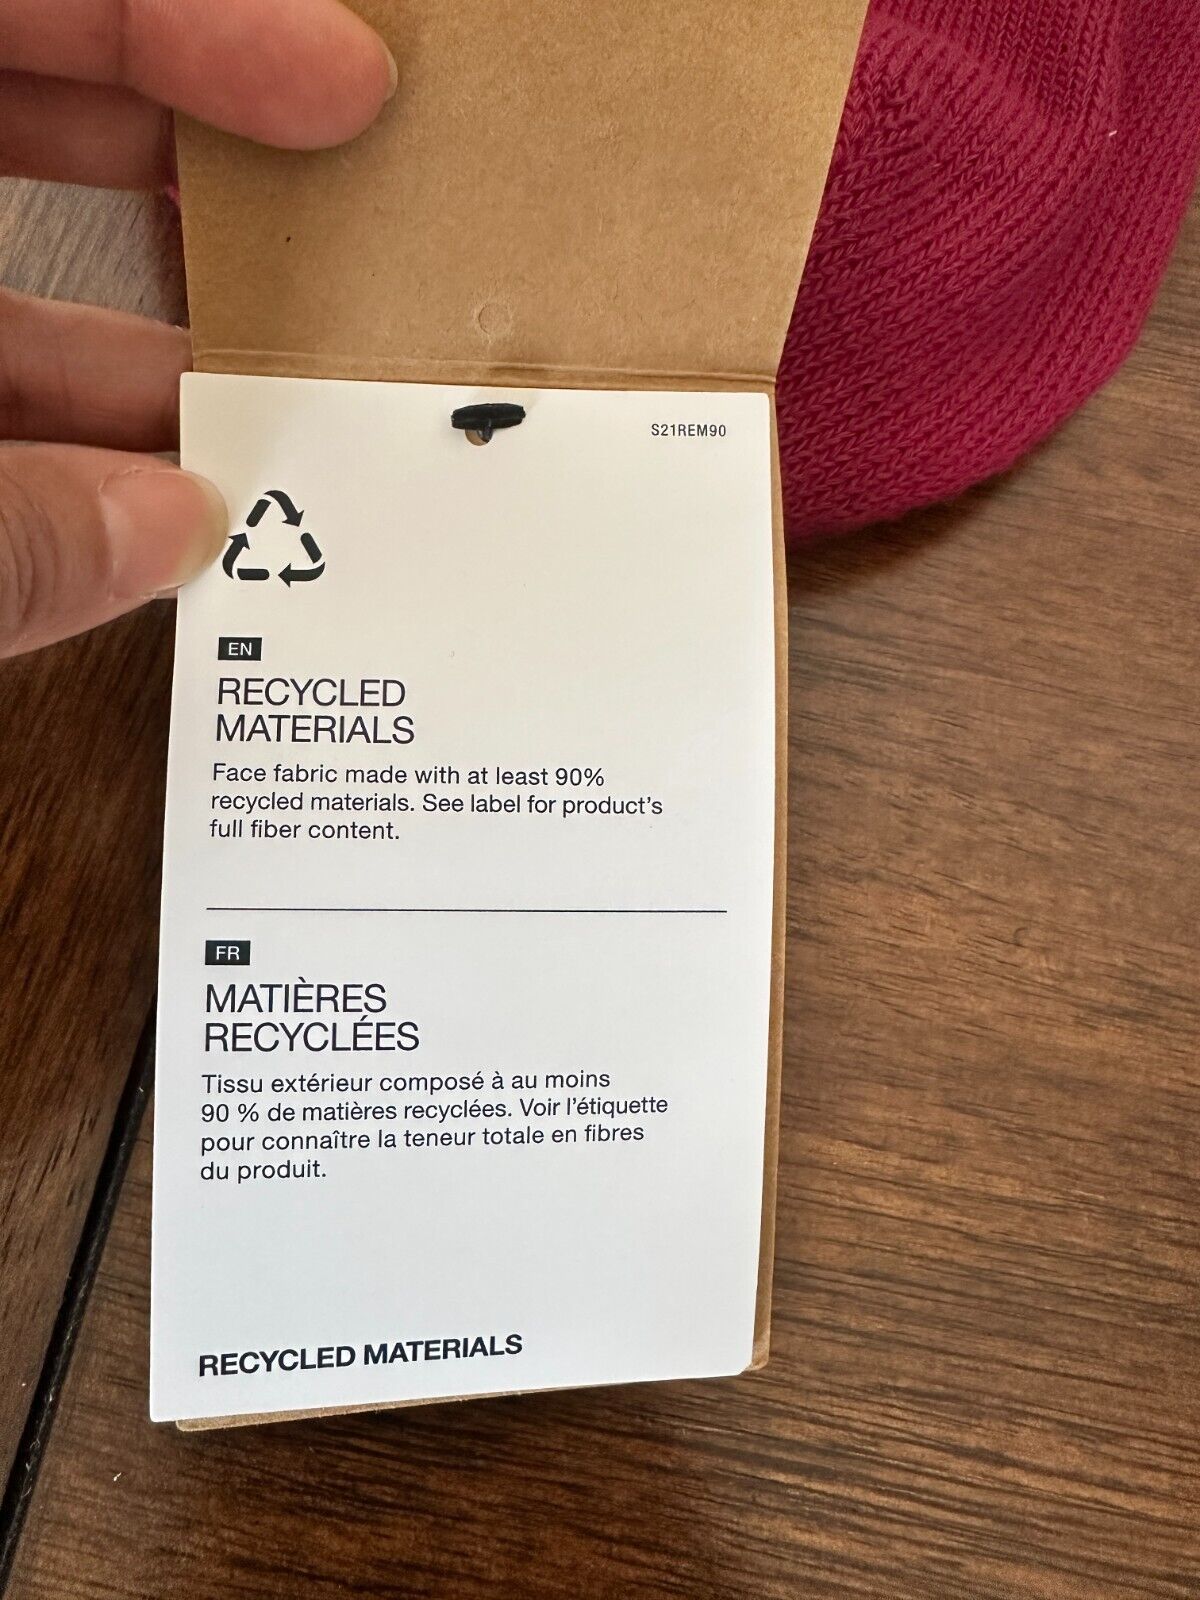 S21REM90
EN
RECYCLED
MATERIALS
Face fabric made with at least 90%
recycled materials. See label for product's
full fiber content.
FR
MATIÈRES
RECYCLÉES
Tissu extérieur composé à au moins
90 % de matières recyclées. Voir l'étiquette
pour connaître la teneur totale en fibres
du produit.
RECYCLED MATERIALS